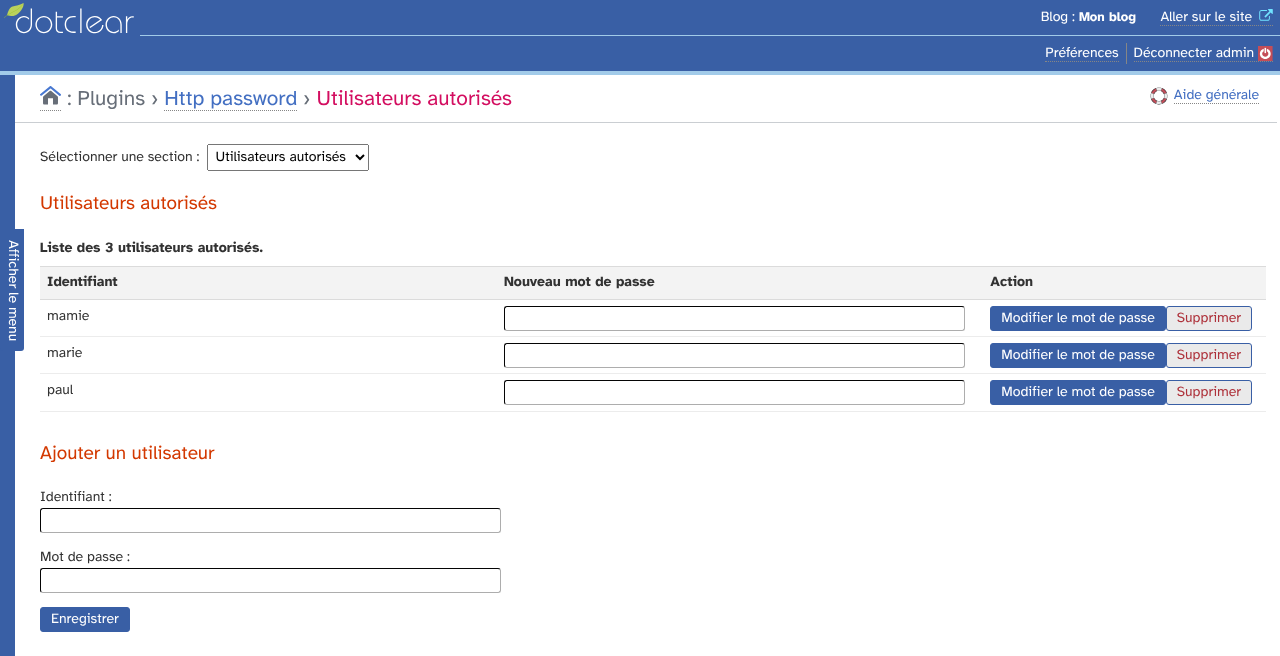 dotclear
Blog : Mon blog Aller sur le site
Préférences Déconnecter admin
: Plugins › Http password › Utilisateurs autorisés
Aide générale
Sélectionner une section : Utilisateurs autorisés
Utilisateurs autorisés
Afficher le menu
Liste des 3 utilisateurs autorisés.
Identifiant Nouveau mot de passe Action
mamie Modifier le mot de passe Supprimer
marie Modifier le mot de passe Supprimer
paul Modifier le mot de passe Supprimer
Ajouter un utilisateur
Identifiant :
Mot de passe :
Enregistrer